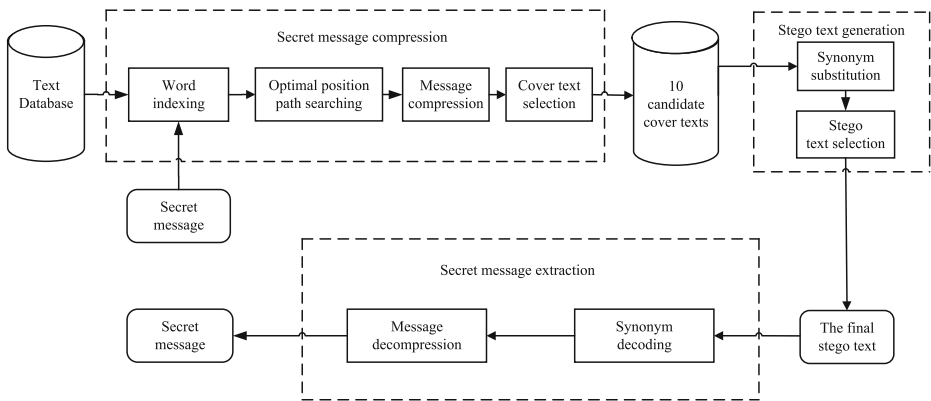 Secret message compression
Text
Database
Word
indexing
Optimal position
path searching
Message
compression
Cover text
selection
10
candidate
cover texts
Stego text generation
Synonym
substitution
Stego
text selection
Secret
message
Secret message extraction
Secret
message
Message
decompression
Synonym
decoding
The final
stego text